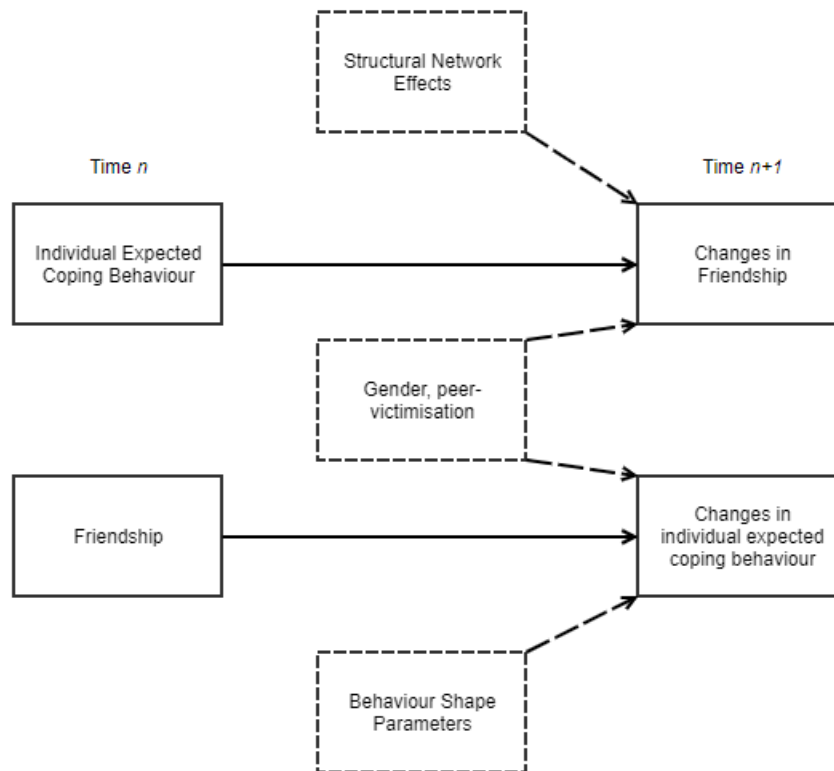 Structural Network
Effects
Time n
Time n+1
Individual Expected
Coping Behaviour
Changes in
Friendship
Gender, peer-
victimisation
Friendship
Changes in
individual expected
coping behaviour
Behaviour Shape
Parameters